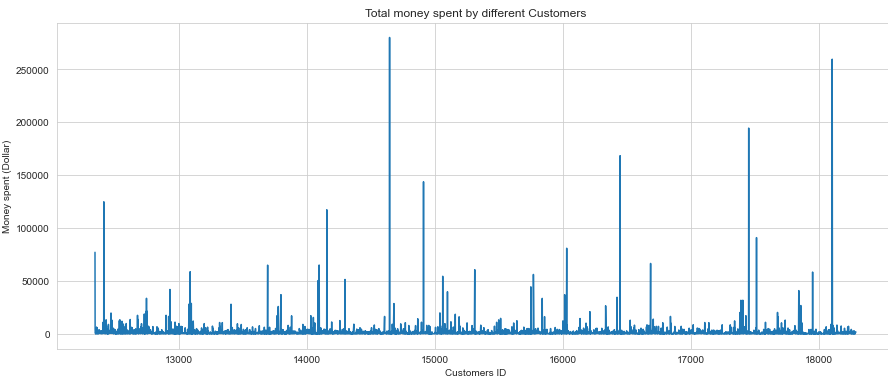 Total money spent by different Customers
250000
200000
150000
100000
50000
0
Money spent (Dollar)
13000 14000 15000 16000 17000 18000
Customers ID